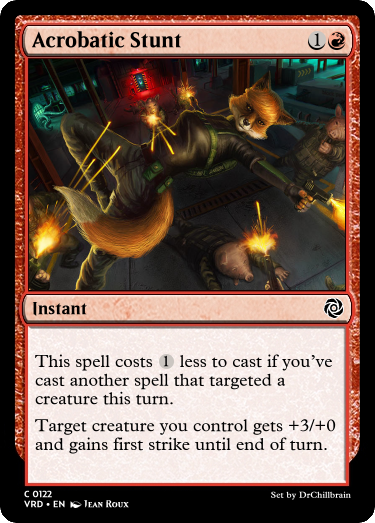 Acrobatic Stunt 1
Instant
This spell costs 1 less to cast if you've
cast another spell that targeted a
creature this turn.
Target creature you control gets +3/+0
and gains first strike until end of turn.
C 0122
VRD • EN Jean Roux
Set by DrChillbrain